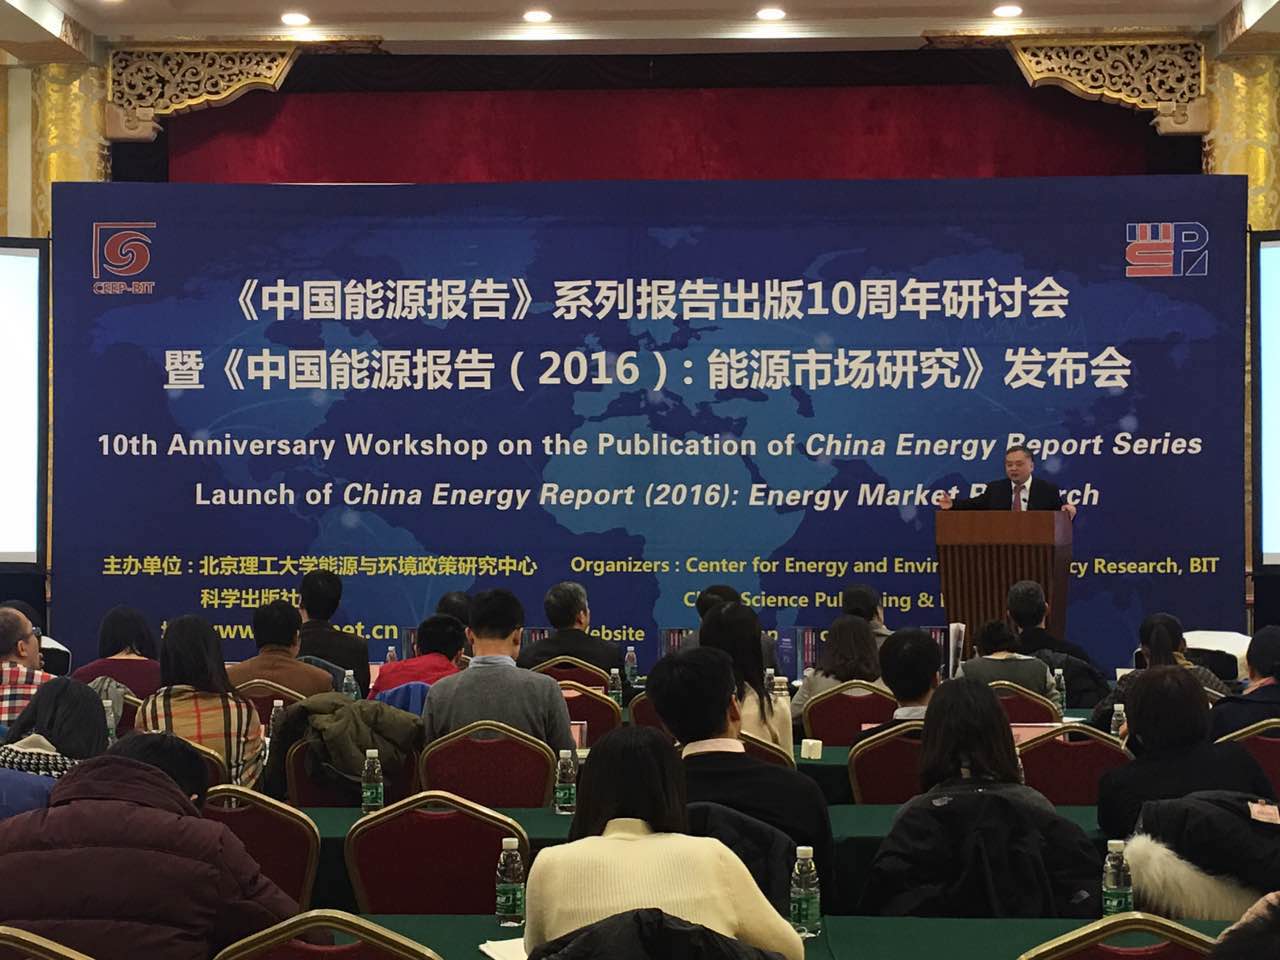 CEEP-BIT
《中国能源报告》系列报告出版10周年研讨会
暨《中国能源报告（2016）: 能源市场研究》发布会
10th Anniversary Workshop on the Publication of China Energy Report Series
Launch of China Energy Report (2016): Energy Market
主办单位：北京理工大学能源与环境政策研究中心
科学出版社
Organizers : Center for Energy and Research, BIT
Science &
Website